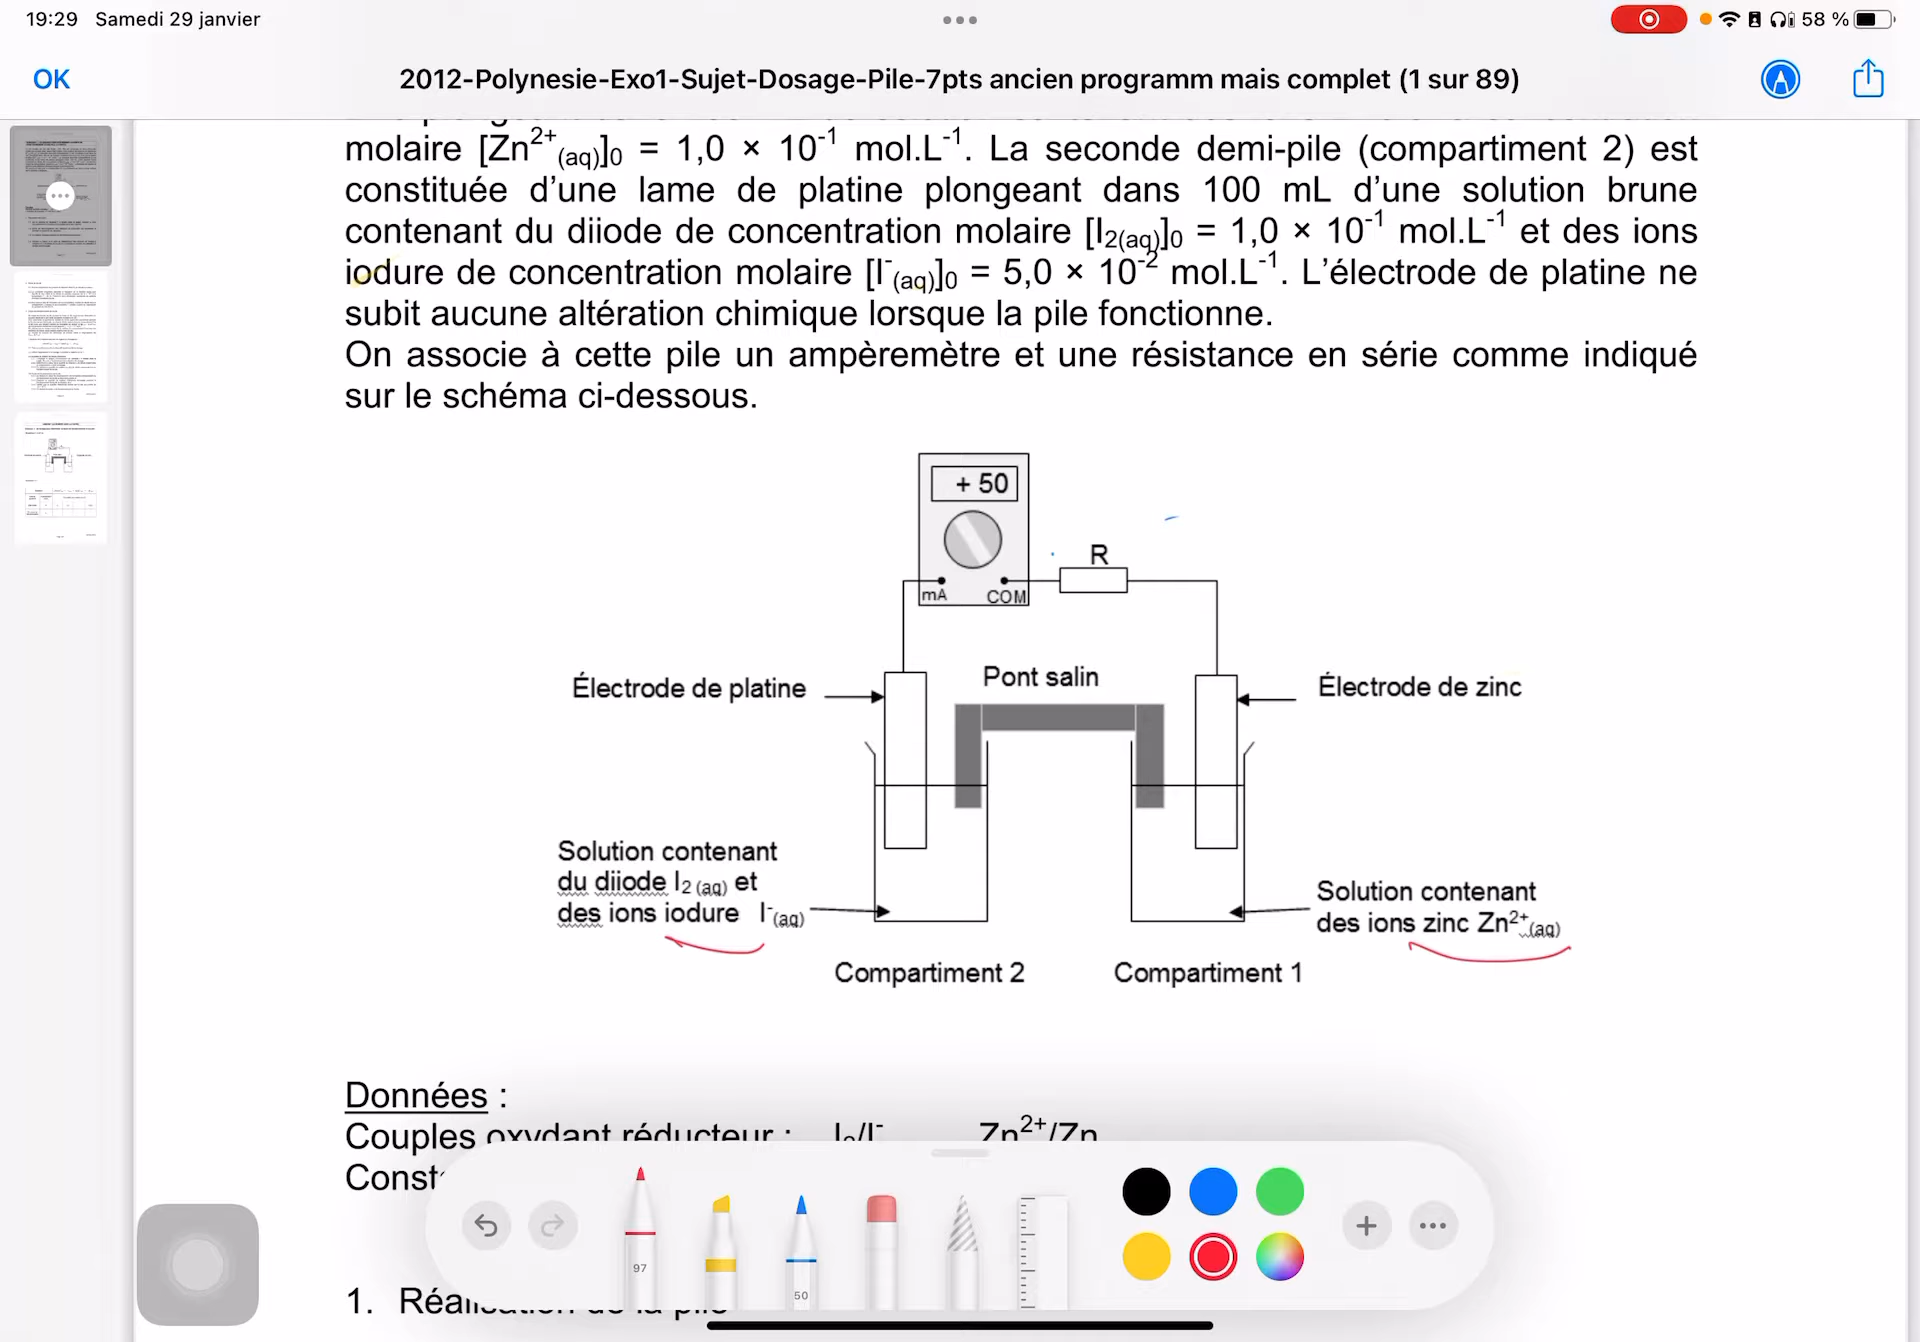 19:29 Samedi 29 janvier
58 %
OK
2012-Polynesie-Exo1-Sujet-Dosage-Pile-7pts ancien programm mais complet (1 sur 89)
molaire [Zn²⁺(aq)]₀ = 1,0 × 10⁻¹ mol.L⁻¹. La seconde demi-pile (compartiment 2) est
constituée d’une lame de platine plongeant dans 100 mL d’une solution brune
contenant du diiode de concentration molaire [I₂(aq)]₀ = 1,0 × 10⁻¹ mol.L⁻¹ et des ions
iodure de concentration molaire [I⁻(aq)]₀ = 5,0 × 10⁻² mol.L⁻¹. L’électrode de platine ne
subit aucune altération chimique lorsque la pile fonctionne.
On associe à cette pile un ampèremètre et une résistance en série comme indiqué
sur le schéma ci-dessous.
+ 50
R
mA COM
Électrode de platine
Pont salin
Électrode de zinc
Solution contenant
du diiode I₂ (aq) et
des ions iodure I⁻(aq)
Solution contenant
des ions zinc Zn²⁺(aq)
Compartiment 2
Compartiment 1
Données :
Couples oxydant réducteur : I₂/I⁻ Zn²⁺/Zn
1. Réalisation de la pile
97
50